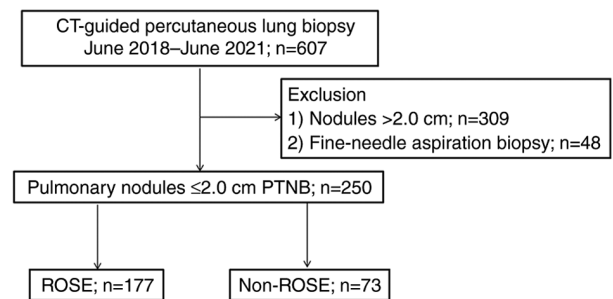 CT-guided percutaneous lung biopsy
June 2018–June 2021; n=607
Exclusion
1) Nodules >2.0 cm; n=309
2) Fine-needle aspiration biopsy; n=48
Pulmonary nodules ≤2.0 cm PTNB; n=250
ROSE; n=177
Non-ROSE; n=73